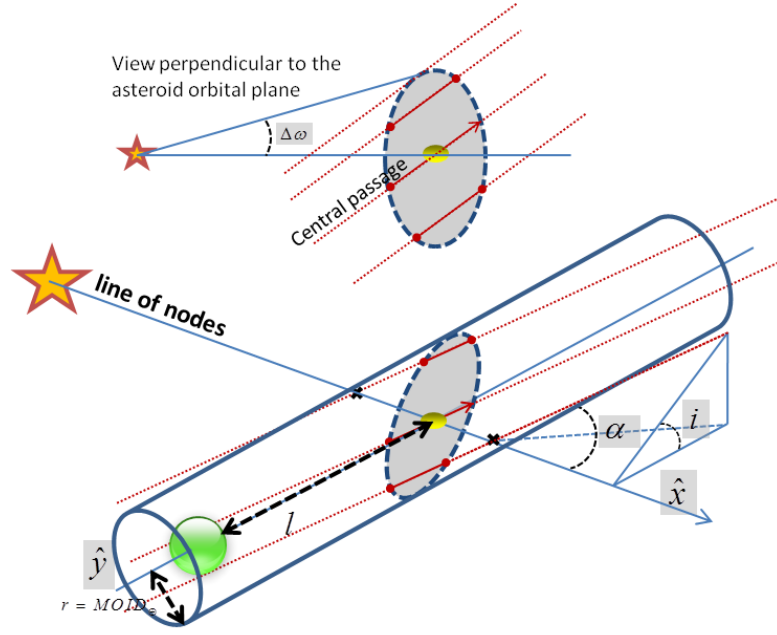 View perpendicular to the
asteroid orbital plane
Δω
Central passage
line of nodes
α
i
x̂
l
ŷ
r = MOID⊕